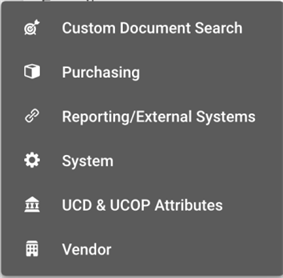 Custom Document Search
Purchasing
Reporting/External Systems
System
UCD & UCOP Attributes
Vendor